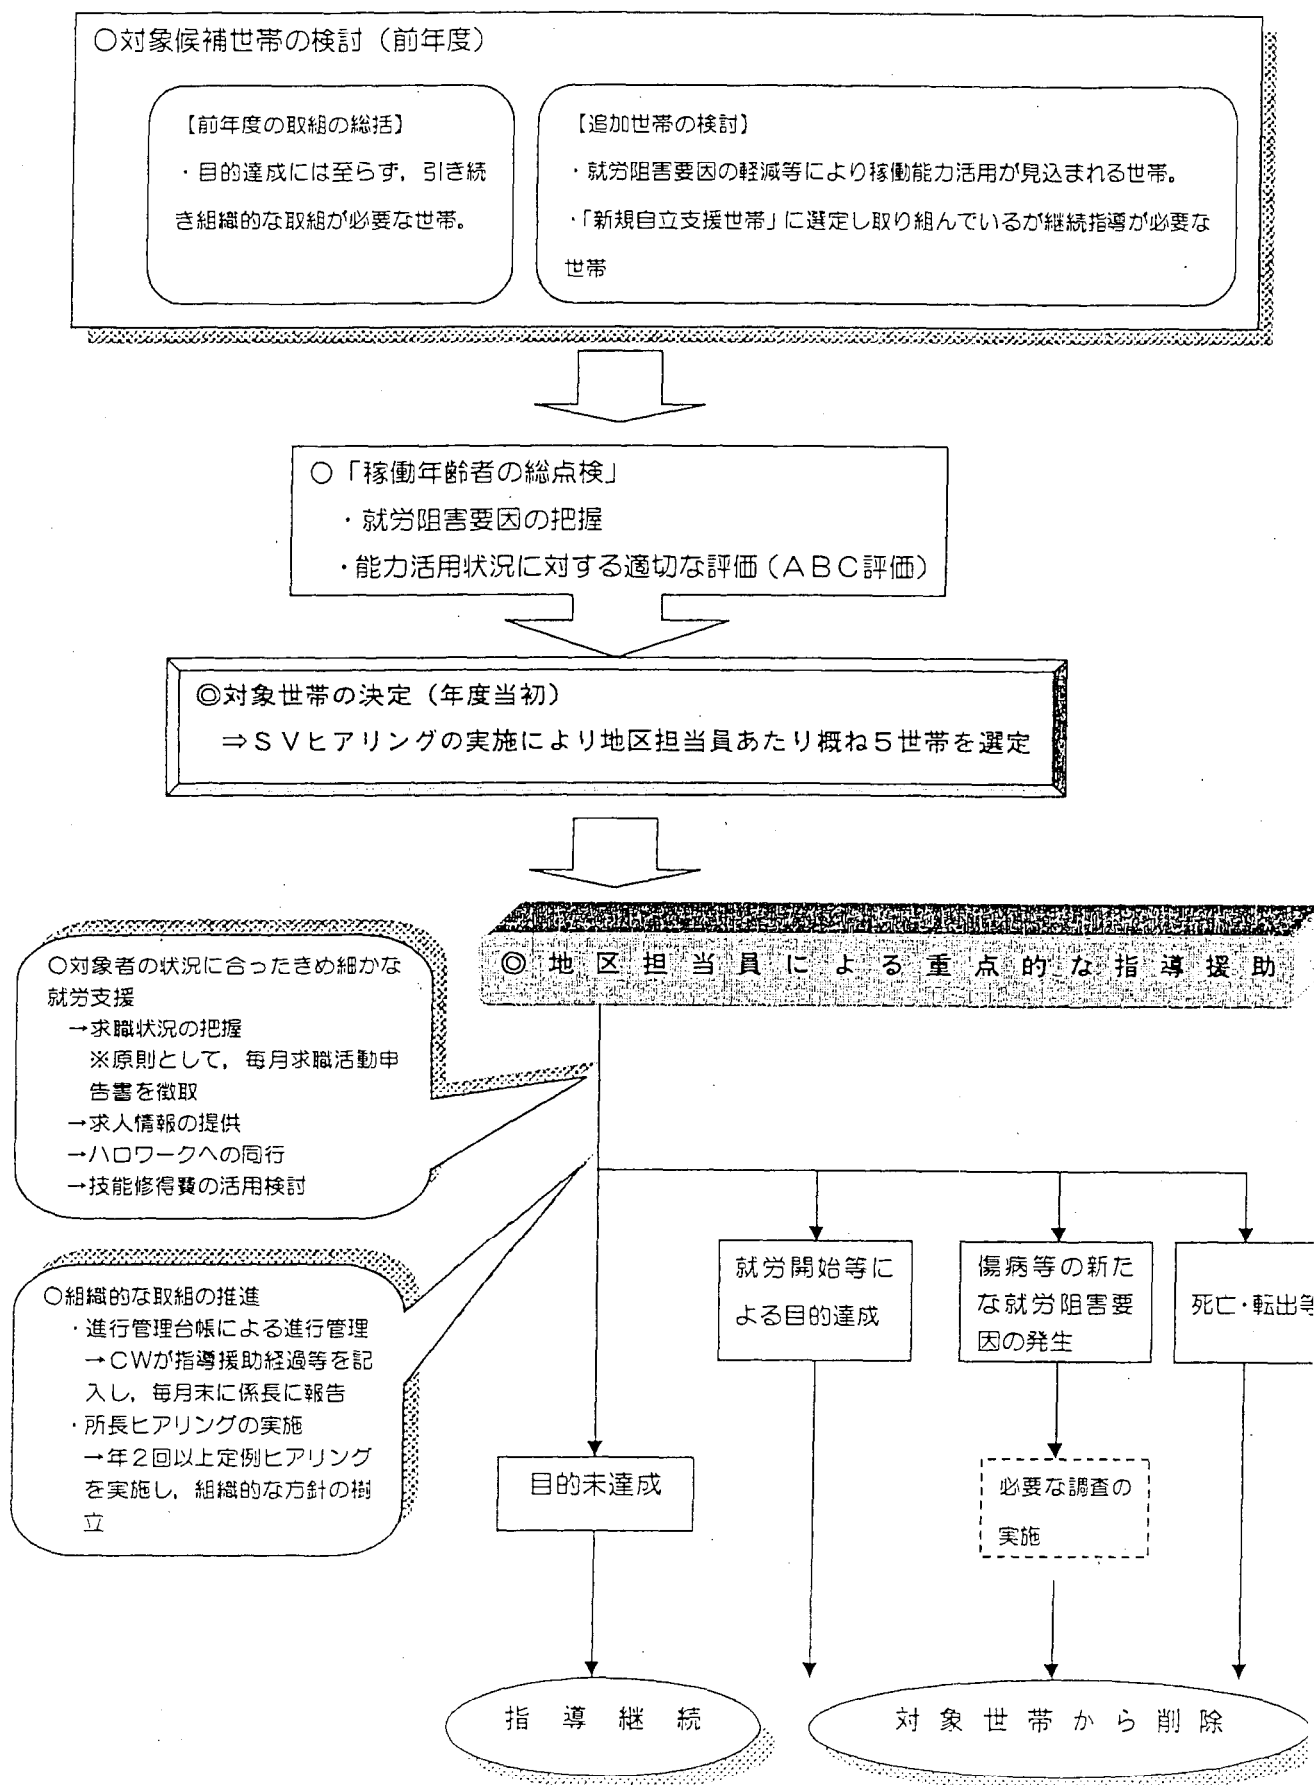 〇対象候補世帯の検討（前年度）
【前年度の取組の総括】
・目的達成には至らず，引き続
き組織的な取組が必要な世帯。
【追加世帯の検討】
・就労阻害要因の軽減等により稼働能力活用が見込まれる世帯。
・「新規自立支援世帯」に選定し取り組んでいるが継続指導が必要な
世帯
〇「稼働年齢者の総点検」
・就労阻害要因の把握
・能力活用状況に対する適切な評価（ＡＢＣ評価）
◎対象世帯の決定（年度当初）
⇒ＳＶヒアリングの実施により地区担当員あたり概ね５世帯を選定
◎地区担当員による重点的な指導援助
〇対象者の状況に合ったきめ細かな
就労支援
→求職状況の把握
※原則として，毎月求職活動申
告書を徴取
→求人情報の提供
→ハロワークへの同行
→技能修得費の活用検討
〇組織的な取組の推進
・進行管理台帳による進行管理
→ＣＷが指導援助経過等を記
入し，毎月末に係長に報告
・所長ヒアリングの実施
→年２回以上定例ヒアリング
を実施し，組織的な方針の樹
立
就労開始等に
よる目的達成
傷病等の新た
な就労阻害要
因の発生
死亡・転出等
目的未達成
必要な調査の
実施
指導継続
対象世帯から削除